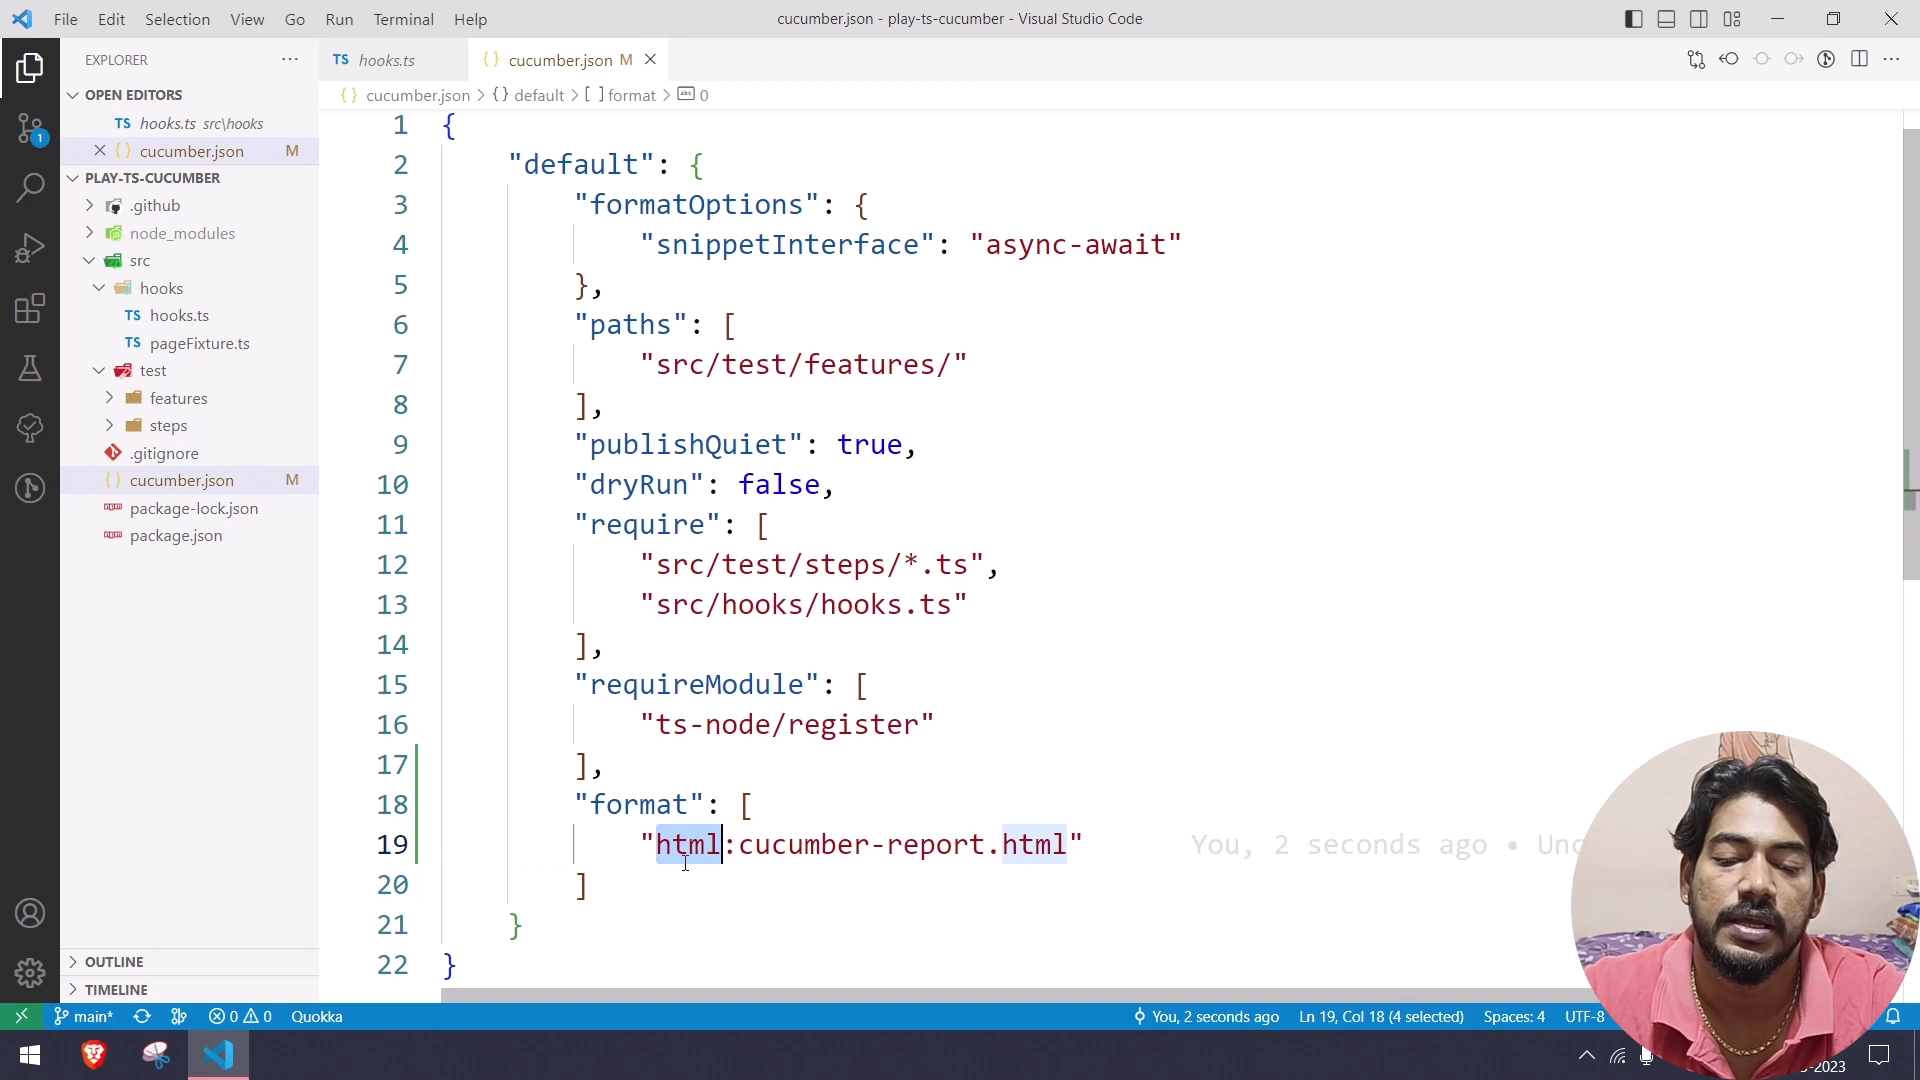 File Edit Selection View Go Run Terminal Help
cucumber.json - play-ts-cucumber - Visual Studio Code
EXPLORER
OPEN EDITORS
TS hooks.ts src\hooks
{} cucumber.json M
PLAY-TS-CUCUMBER
.github
node_modules
src
hooks
TS hooks.ts
TS pageFixture.ts
test
features
steps
.gitignore
{} cucumber.json M
package-lock.json
package.json
OUTLINE
TIMELINE
TS hooks.ts
{} cucumber.json M
{} cucumber.json > {} default > [ ] format > abc 0
1 {
2 "default": {
3 "formatOptions": {
4 "snippetInterface": "async-await"
5 },
6 "paths": [
7 "src/test/features/"
8 ],
9 "publishQuiet": true,
10 "dryRun": false,
11 "require": [
12 "src/test/steps/*.ts",
13 "src/hooks/hooks.ts"
14 ],
15 "requireModule": [
16 "ts-node/register"
17 ],
18 "format": [
19 "html:cucumber-report.html" You, 2 seconds ago • Unc
20 ]
21 }
22 }
1
main* 0 0 Quokka
You, 2 seconds ago Ln 19, Col 18 (4 selected) Spaces: 4 UTF-8
-2023